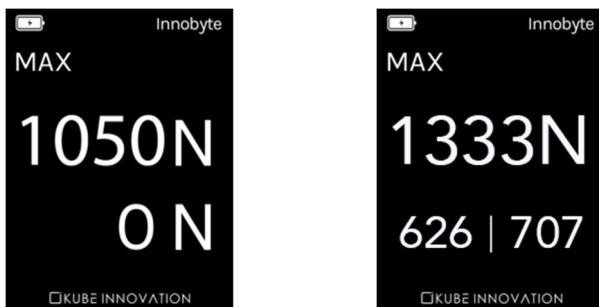 Innobyte
MAX
1050N
0 N
KUBE INNOVATION
Innobyte
MAX
1333N
626 | 707
KUBE INNOVATION